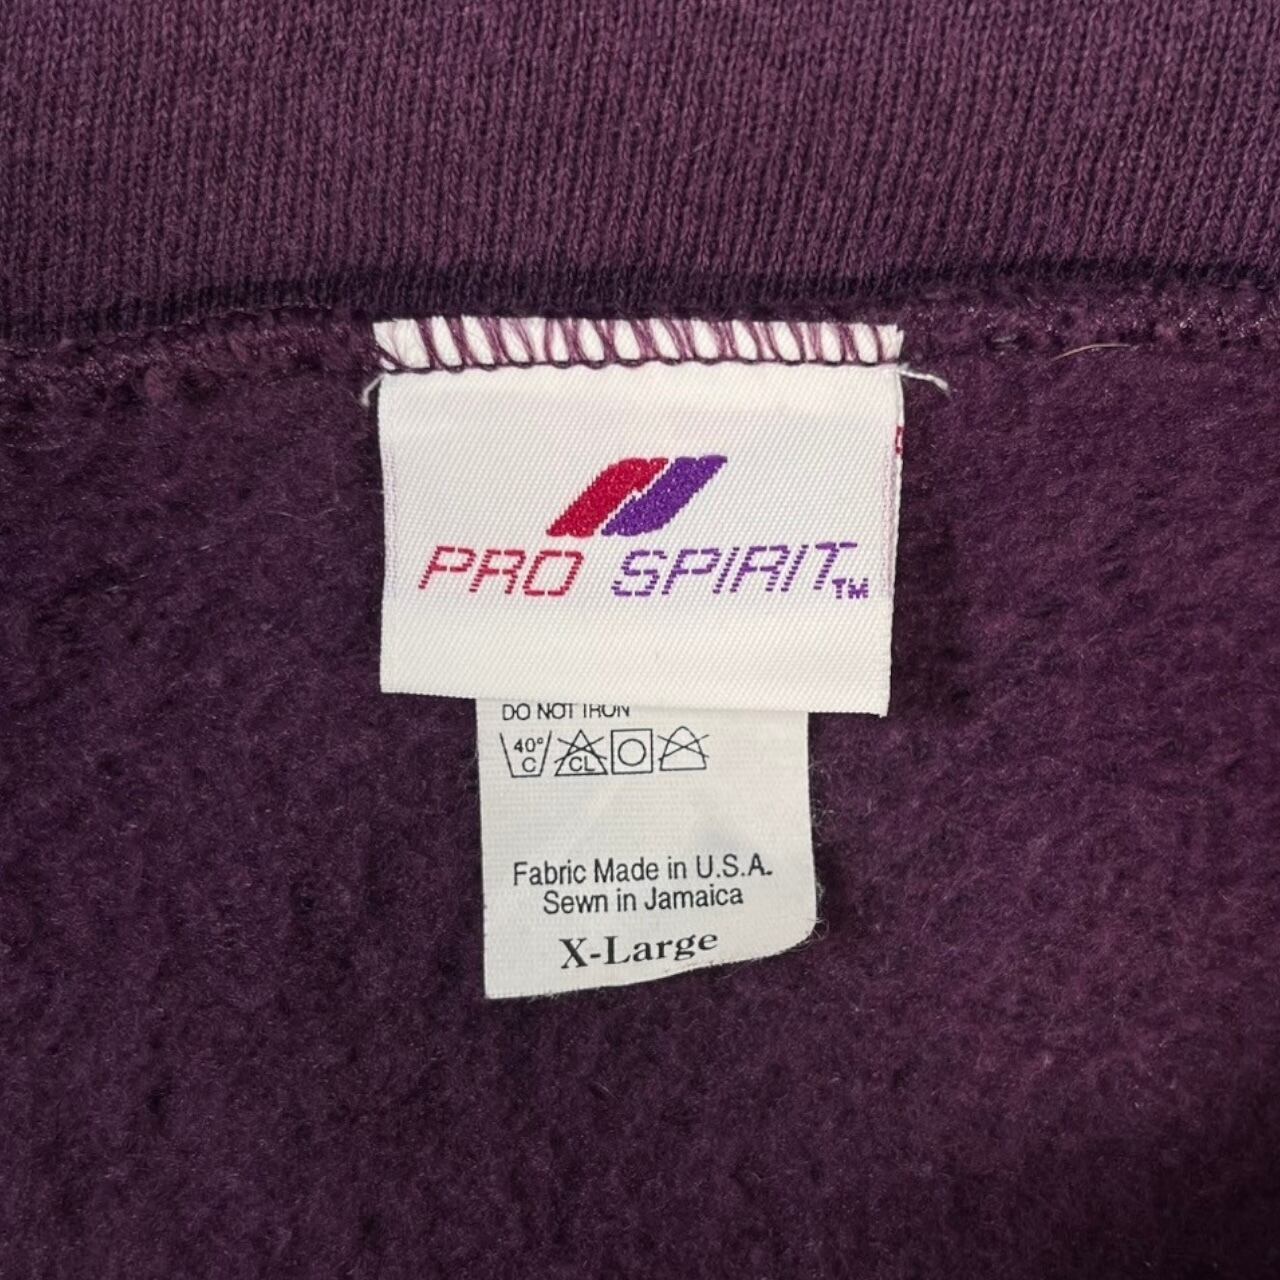 PRO SPIRIT™
DO NOT IRON
40°
C
CL
Fabric Made in U.S.A.
Sewn in Jamaica
X-Large